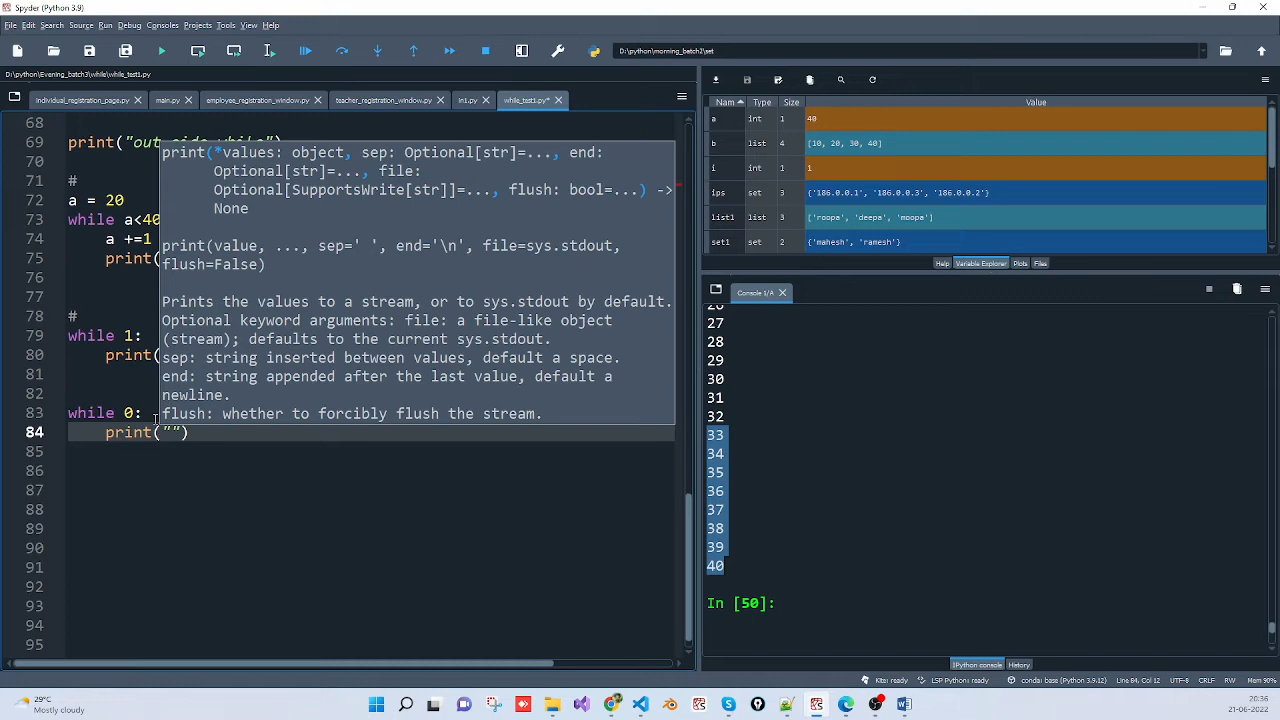 Spyder (Python 3.9)
File Edit Search Source Run Debug Consoles Projects Tools View Help
D:\python\morning_batch2\set
D:\python\Evening_batch3\while\while_test1.py
individual_registration_page.py
main.py
employee_registration_window.py
teacher_registration_window.py
in1.py
while_test1.py*
68
69 print("out side while")
70
71 #
72 a = 20
73 while a<40
74 a +=1
75 print(
76
77
78 #
79 while 1:
80 print(
81
82
83 while 0:
84 print("")
85
86
87
88
89
90
91
92
93
94
95
print(*values: object, sep: Optional[str]=..., end:
Optional[str]=..., file:
Optional[SupportsWrite[str]]=..., flush: bool=...) ->
None
print(value, ..., sep=' ', end='\n', file=sys.stdout,
flush=False)
Prints the values to a stream, or to sys.stdout by default.
Optional keyword arguments: file: a file-like object
(stream); defaults to the current sys.stdout.
sep: string inserted between values, default a space.
end: string appended after the last value, default a
newline.
flush: whether to forcibly flush the stream.
Nam Type Size Value
a int 1 40
b list 4 [10, 20, 30, 40]
i int 1 1
ips set 3 {'186.0.0.1', '186.0.0.3', '186.0.0.2'}
list1 list 3 ['roopa', 'deepa', 'moopa']
set1 set 2 {'mahesh', 'ramesh'}
Help Variable Explorer Plots Files
Console 1/A
26
27
28
29
30
31
32
33
34
35
36
37
38
39
40
In [50]:
IPython console History
Kite: ready LSP Python: ready conda: base (Python 3.9.12) Line 84, Col 12 UTF-8 CRLF RW Mem 90%
29°C
Mostly cloudy
20:36
21-06-2022